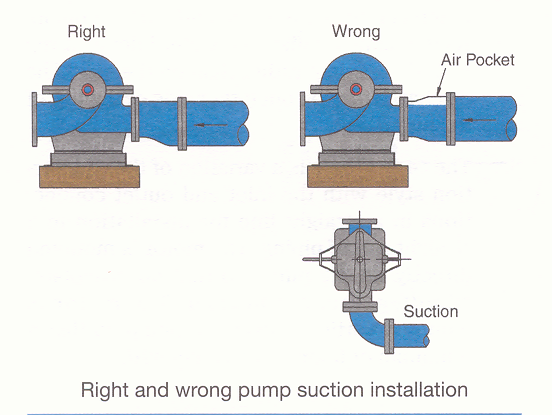 Right
Wrong
Air Pocket
Suction
Right and wrong pump suction installation